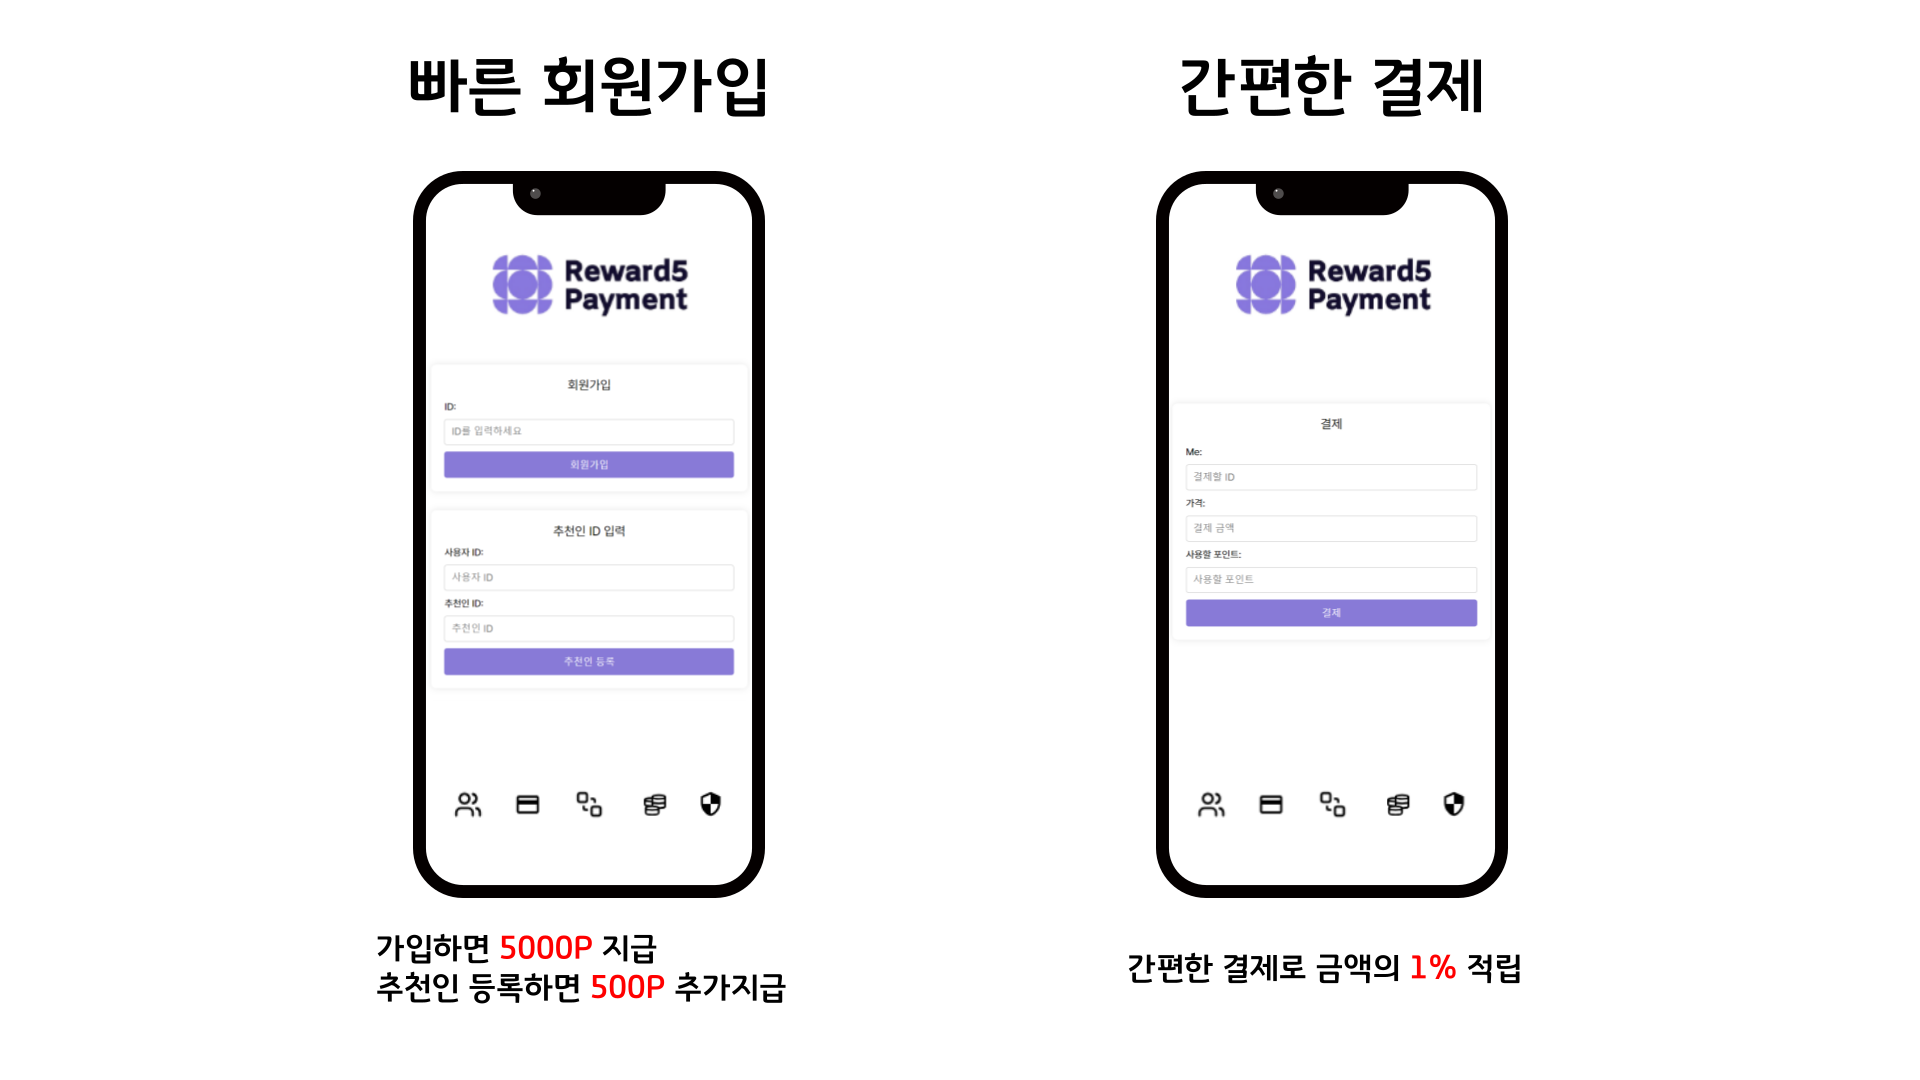 빠른 회원가입
Reward5
Payment
회원가입
ID:
ID를 입력하세요
회원가입
추천인 ID 입력
사용자 ID:
사용자 ID
추천인 ID:
추천인 ID
추천인 등록
가입하면 5000P 지급
추천인 등록하면 500P 추가지급
간편한 결제
Reward5
Payment
결제
Me:
결제할 ID
가격:
결제 금액
사용할 포인트:
사용할 포인트
결제
간편한 결제로 금액의 1% 적립